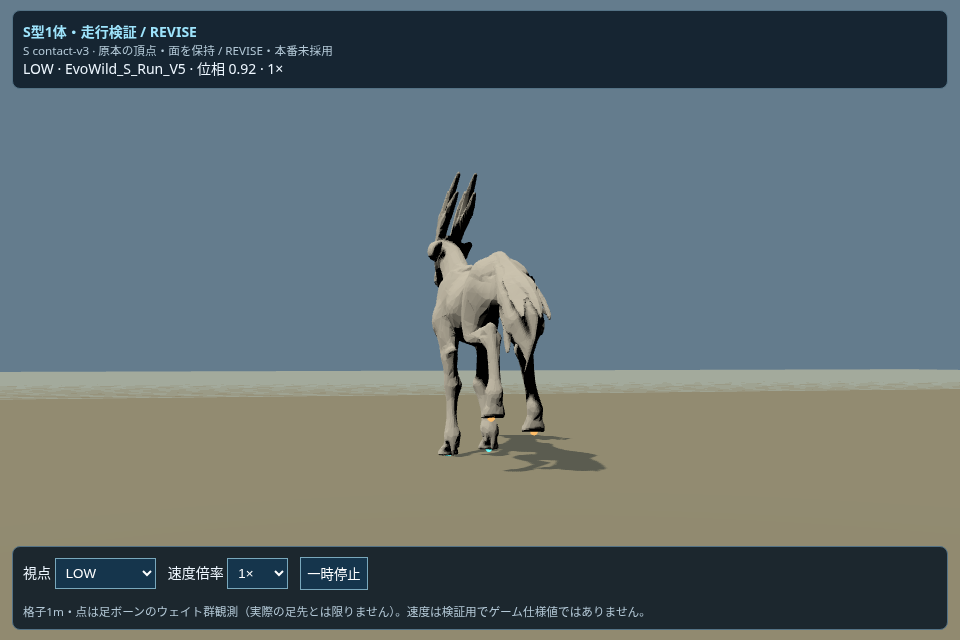 S型1体・走行検証 / REVISE
S contact-v3 · 原本の頂点・面を保持 / REVISE・本番未採用
LOW · EvoWild_S_Run_V5 · 位相 0.92 · 1×
視点 LOW 速度倍率 1× 一時停止
格子1m・点は足ボーンのウェイト群観測（実際の足先とは限りません）。速度は検証用でゲーム仕様値ではありません。